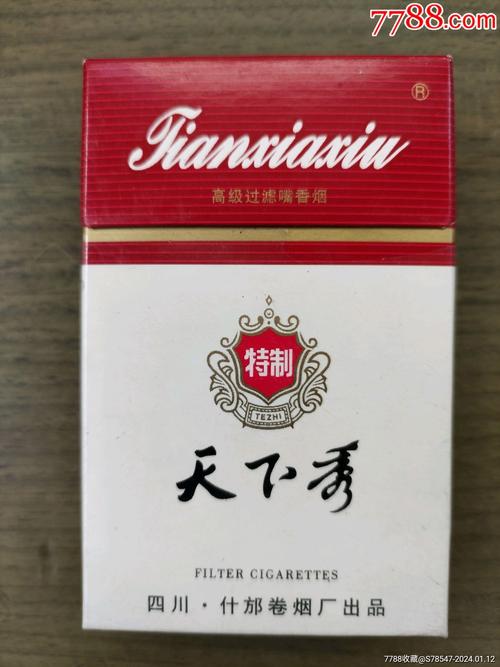 7788.com
Tianxiaxiu
®
高级过滤嘴香烟
特制
TEZHI
天下秀
FILTER CIGARETTES
四川·什邡卷烟厂出品
7788收藏@S78547-2024.01.12